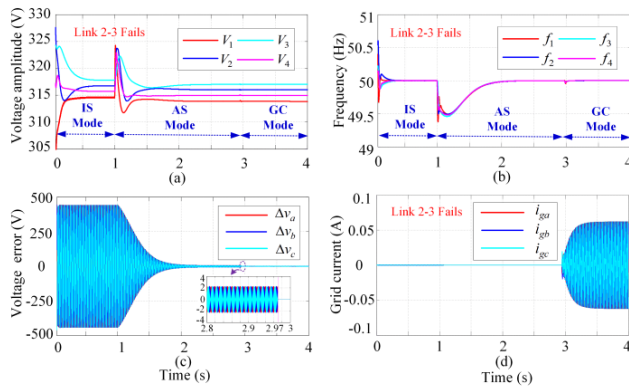 Voltage amplitude (V)
330
325
320
315
310
305
Link 2-3 Fails
V1 V3
V2 V4
IS Mode
AS Mode
GC Mode
0 1 2 3 4
(a)
Frequency (Hz)
51
50.5
50
49.5
49
Link 2-3 Fails
f1 f3
f2 f4
IS Mode
AS Mode
GC Mode
0 1 2 3 4
(b)
Voltage error (V)
500
250
0
-250
-500
Δva
Δvb
Δvc
4
2
0
-2
-4
2.8 2.9 2.97 3
0 1 2 3 4
(c)
Time (s)
Grid current (A)
0.1
0.05
0
-0.05
-0.1
Link 2-3 Fails
iga
igb
igc
0 1 2 3 4
(d)
Time (s)